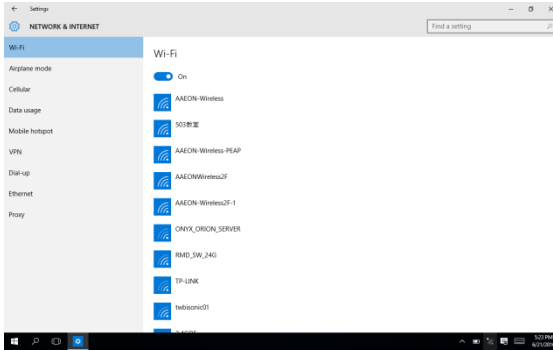 Settings
NETWORK & INTERNET
Find a setting
Wi-Fi
Airplane mode
Cellular
Data usage
Mobile hotspot
VPN
Dial-up
Ethernet
Proxy
Wi-Fi
On
AAEON-Wireless
503教室
AAEON-Wireless-PEAP
AAEONWireless2F
AAEON-Wireless2F-1
ONYX_ORION_SERVER
RMD_SW_24G
TP-LINK
twbisonic01
5:23 PM